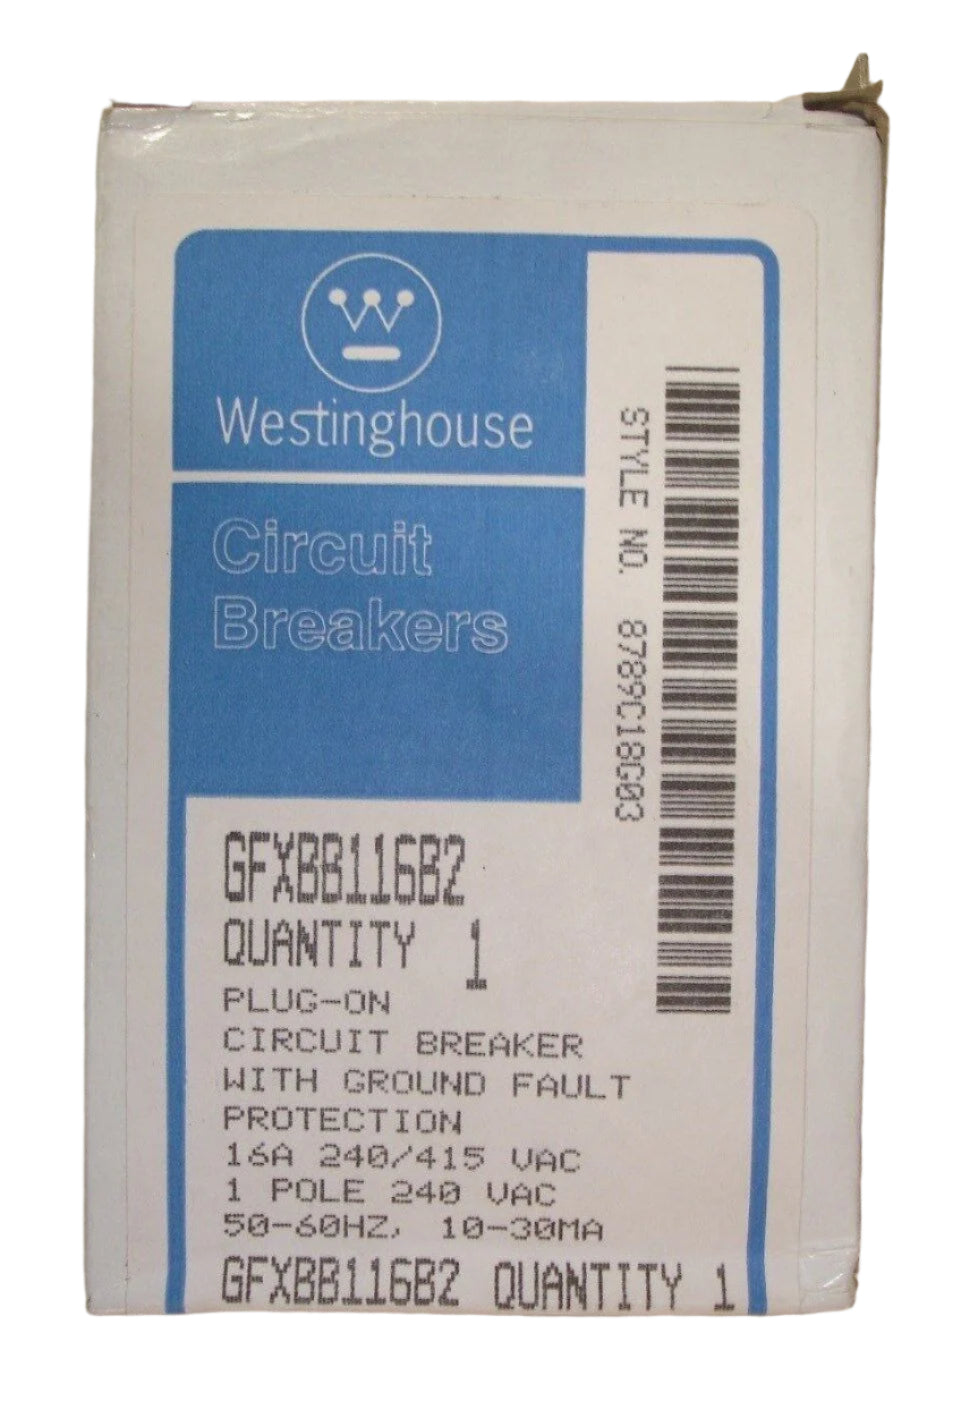 Westinghouse
Circuit
Breakers
STYLE NO. 8789C18G03
GFXBB116B2
QUANTITY 1
PLUG-ON
CIRCUIT BREAKER
WITH GROUND FAULT
PROTECTION
16A 240/415 VAC
1 POLE 240 VAC
50-60HZ, 10-30MA
GFXBB116B2 QUANTITY 1